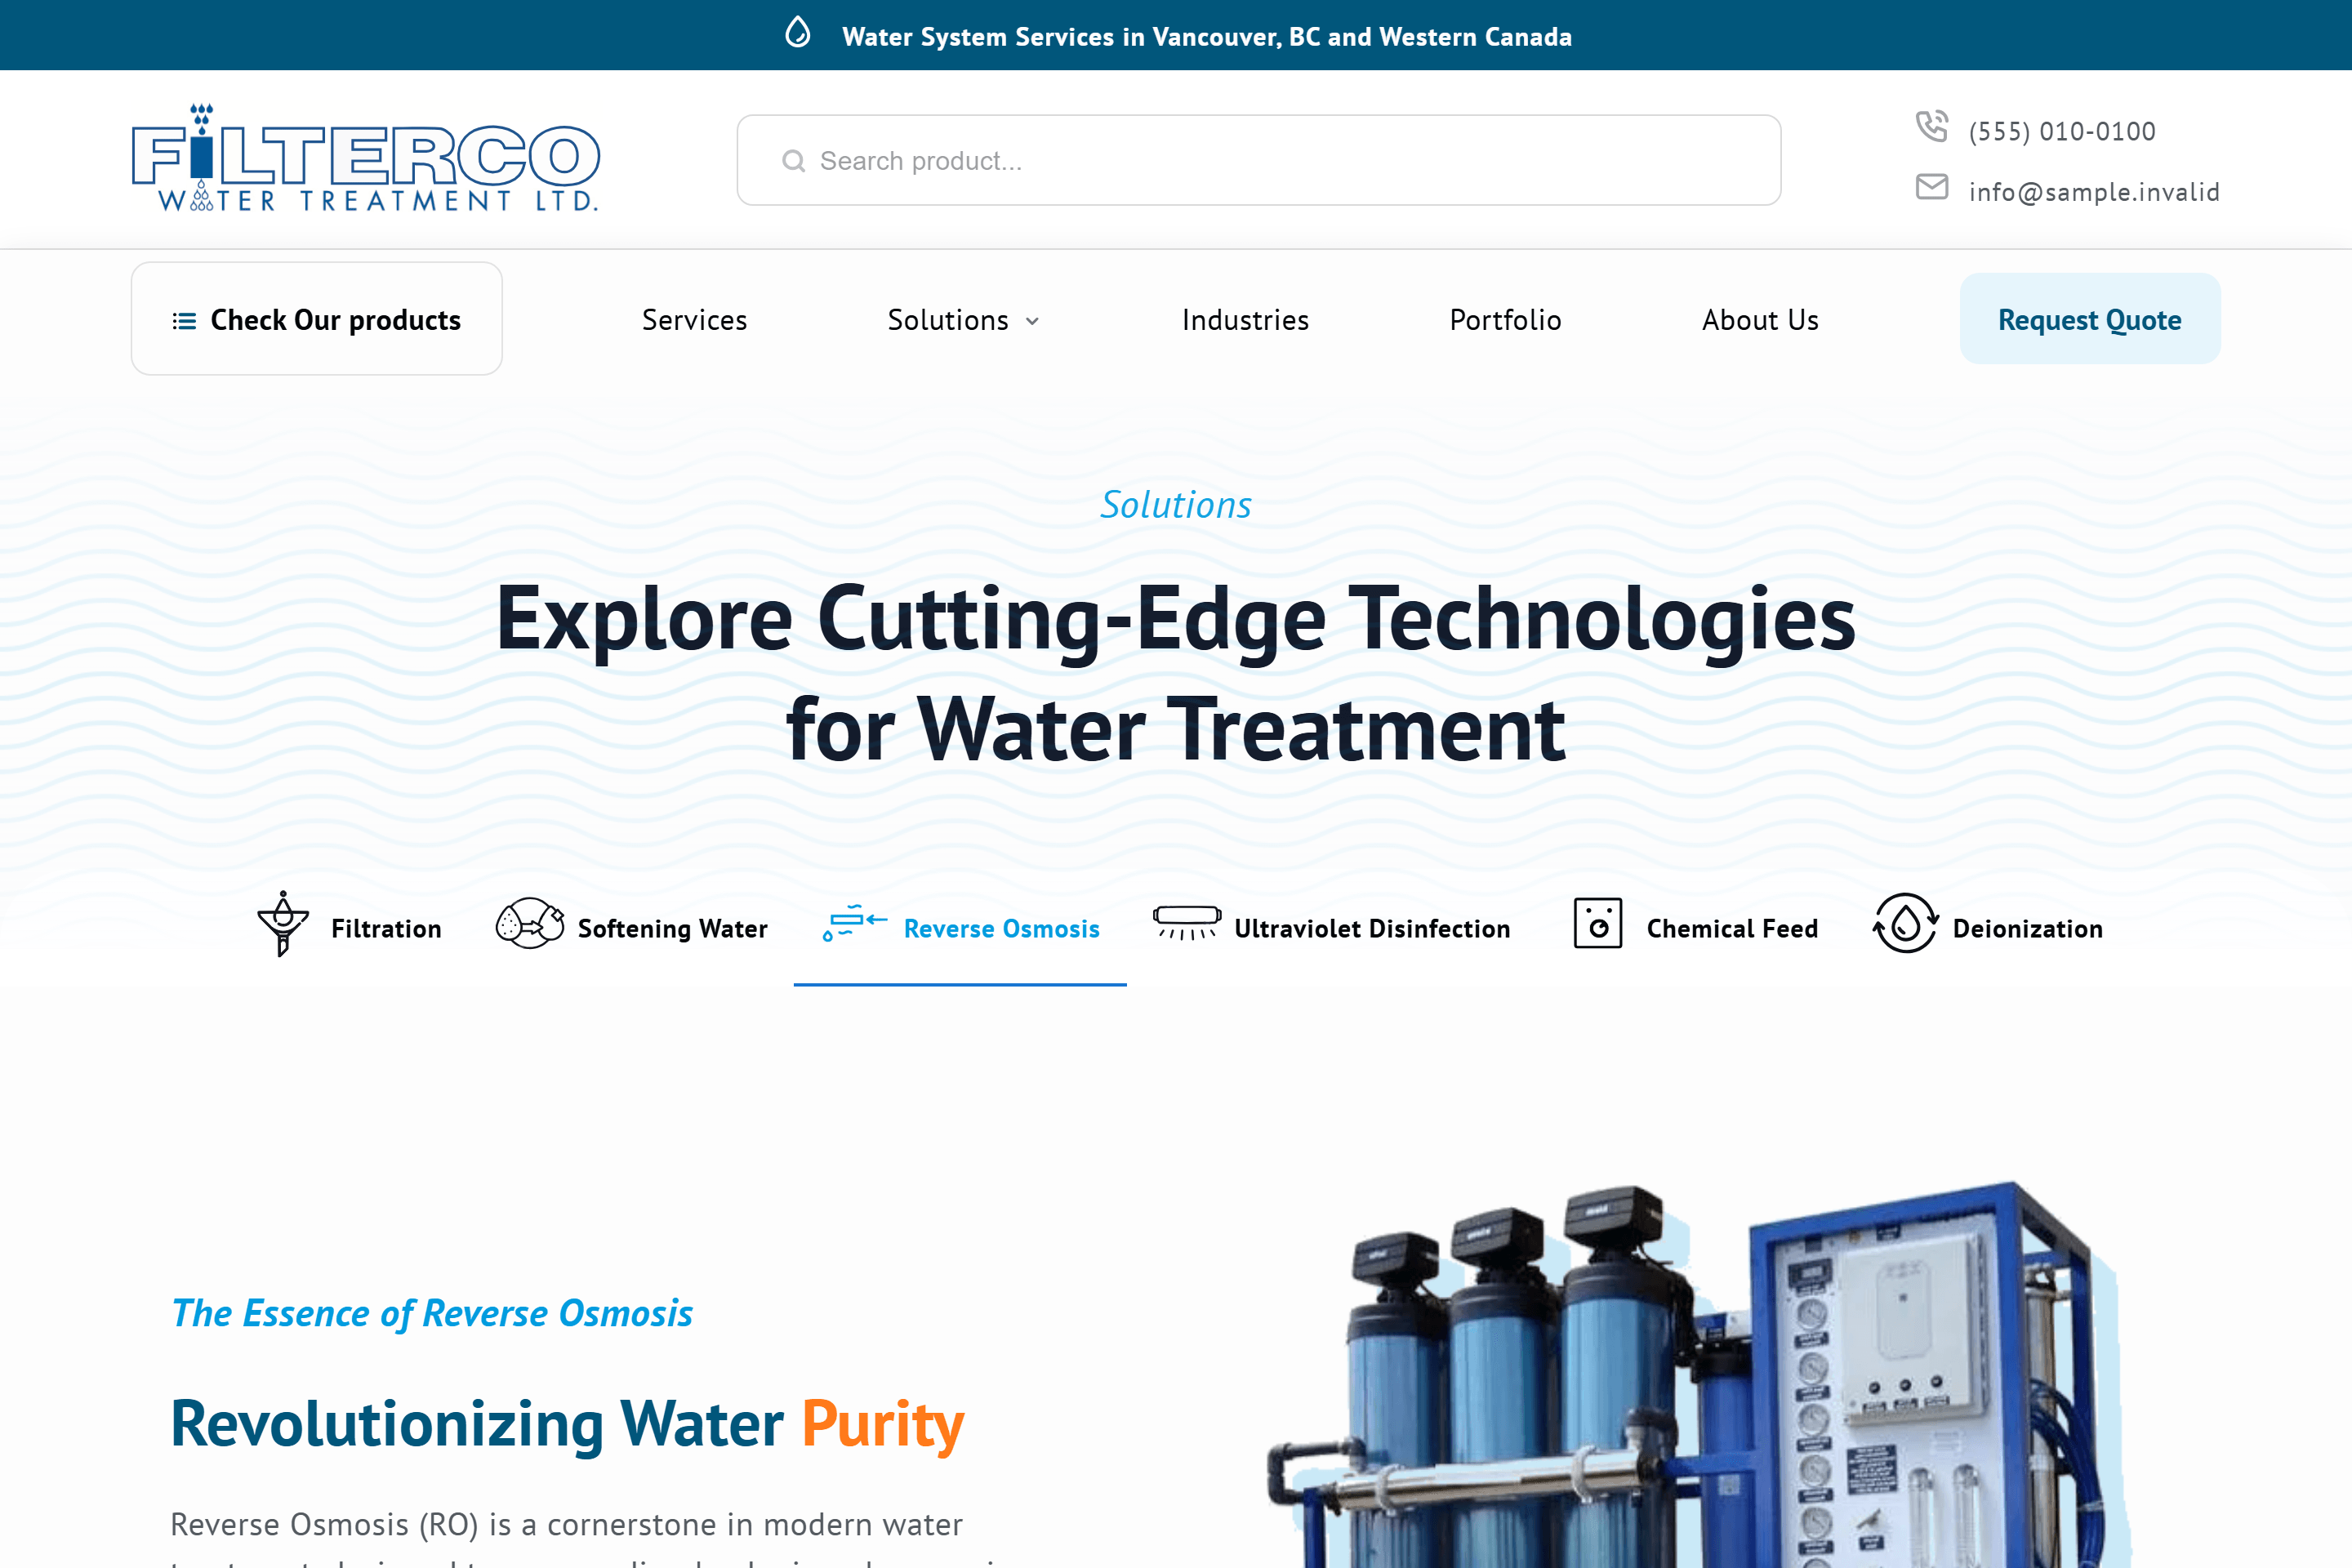 Water System Services in Vancouver, BC and Western Canada
FILTERCO
WATER TREATMENT LTD.
Search product...
(555) 010-0100
info@sample.invalid
Check Our products
Services
Solutions
Industries
Portfolio
About Us
Request Quote
Solutions
Explore Cutting-Edge Technologies
for Water Treatment
Filtration
Softening Water
Reverse Osmosis
Ultraviolet Disinfection
Chemical Feed
Deionization
The Essence of Reverse Osmosis
Revolutionizing Water Purity
Reverse Osmosis (RO) is a cornerstone in modern water